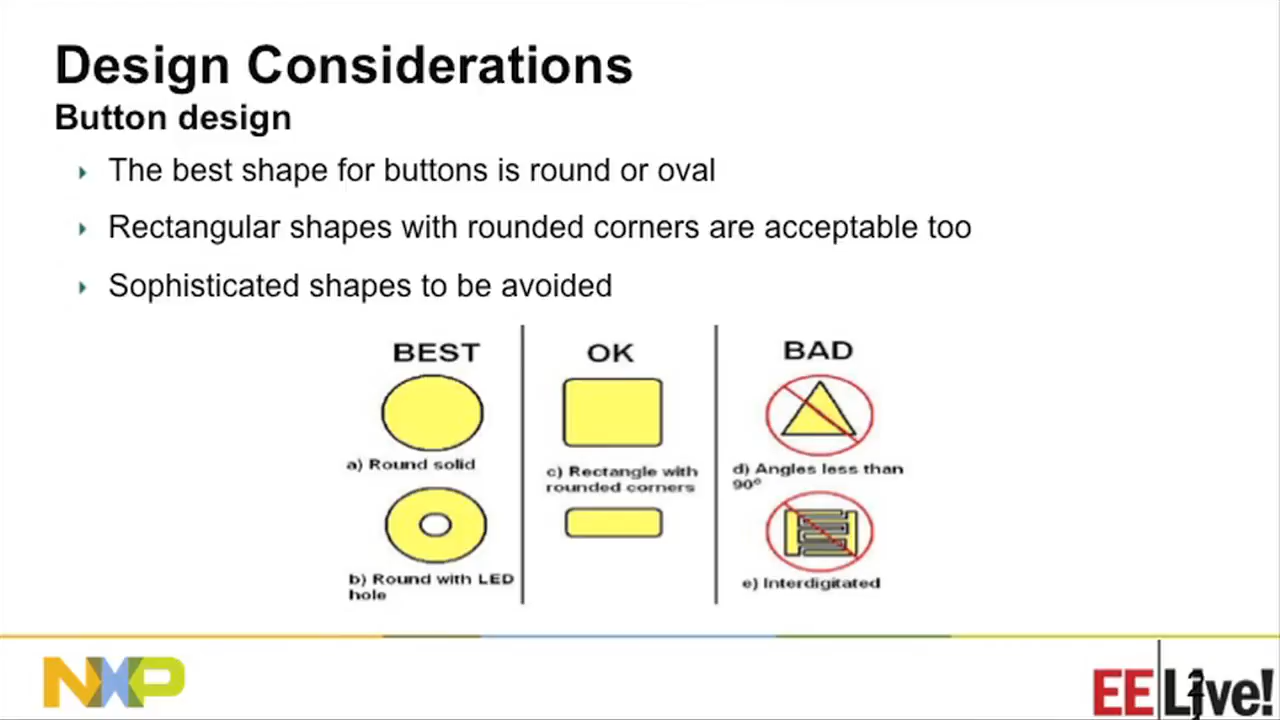 Design Considerations
Button design
The best shape for buttons is round or oval
Rectangular shapes with rounded corners are acceptable too
Sophisticated shapes to be avoided
BEST
OK
BAD
a) Round solid
b) Round with LED
hole
c) Rectangle with
rounded corners
d) Angles less than
90º
e) Interdigitated
NXP
EE Live!